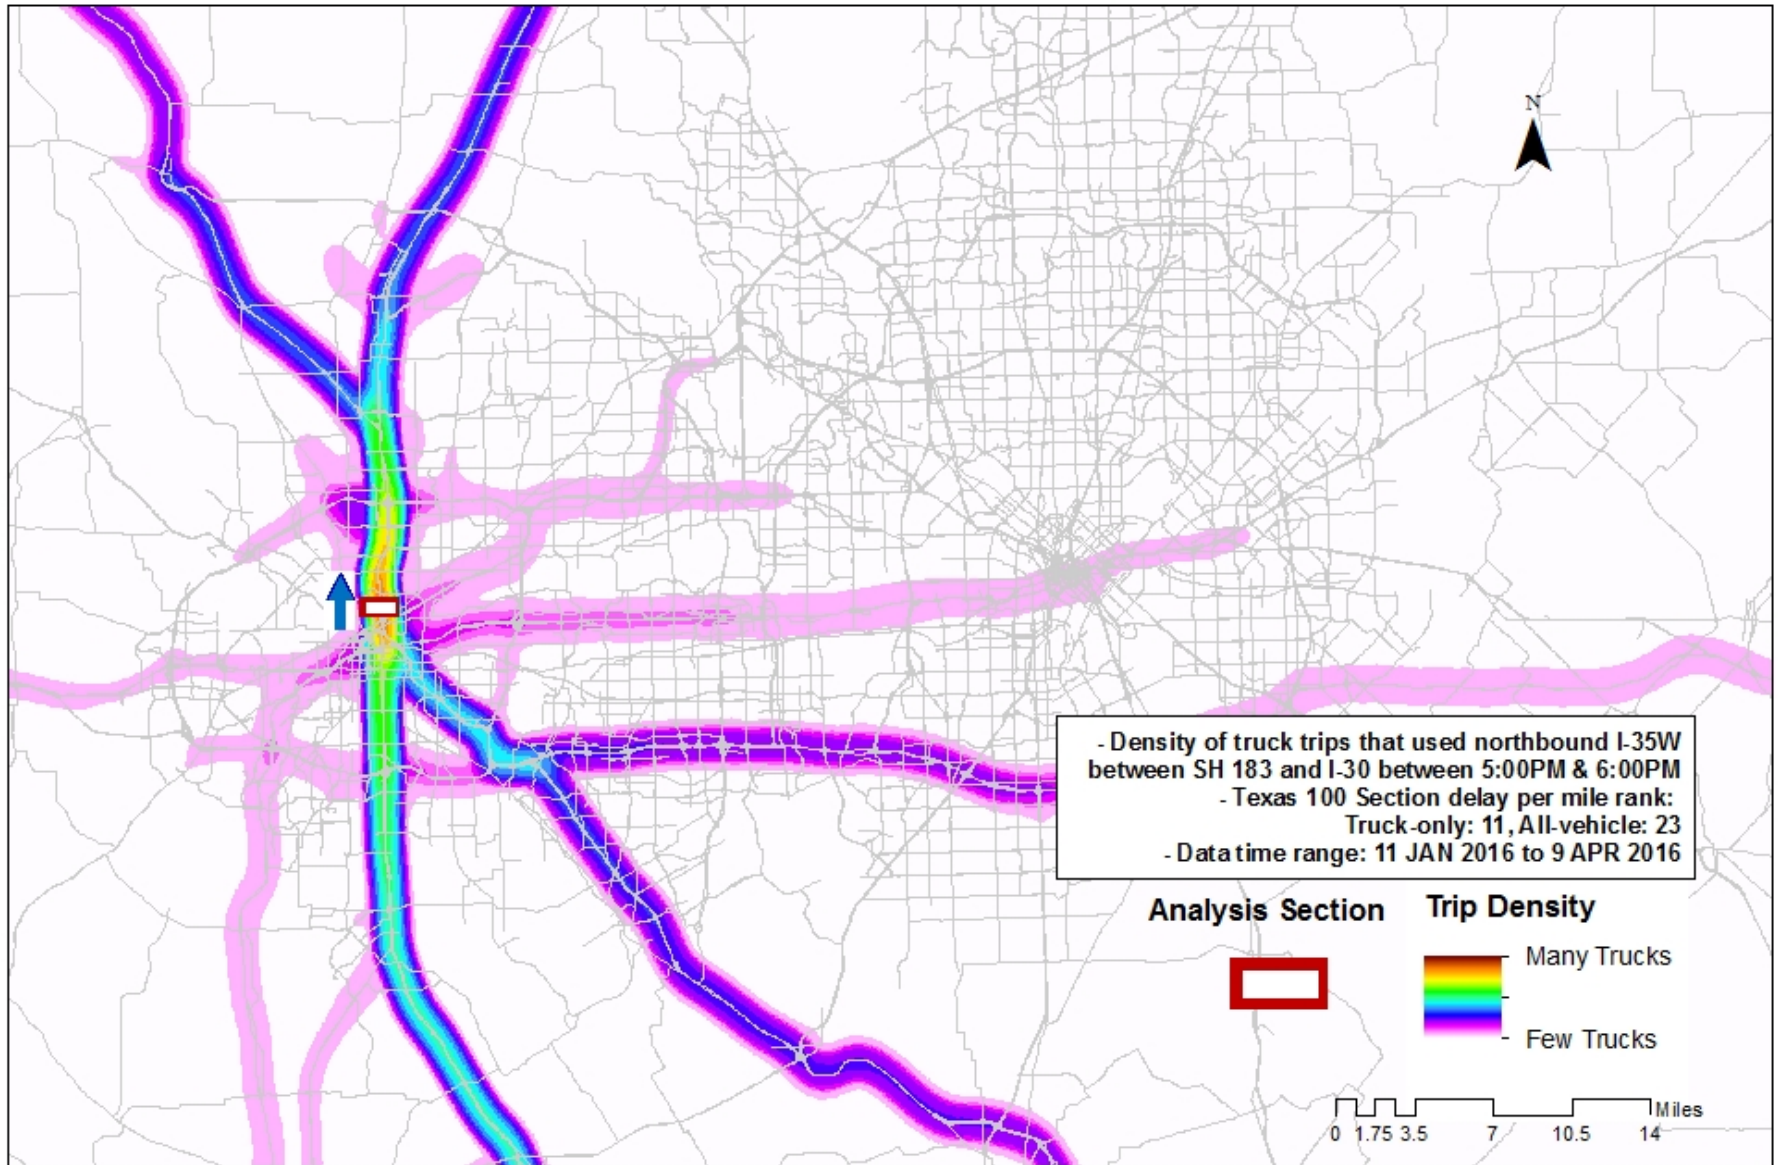 N
- Density of truck trips that used northbound I-35W
between SH 183 and I-30 between 5:00PM & 6:00PM
- Texas 100 Section delay per mile rank:
Truck-only: 11, All-vehicle: 23
- Data time range: 11 JAN 2016 to 9 APR 2016
Analysis Section
Trip Density
Many Trucks
Few Trucks
Miles
0 1.75 3.5 7 10.5 14